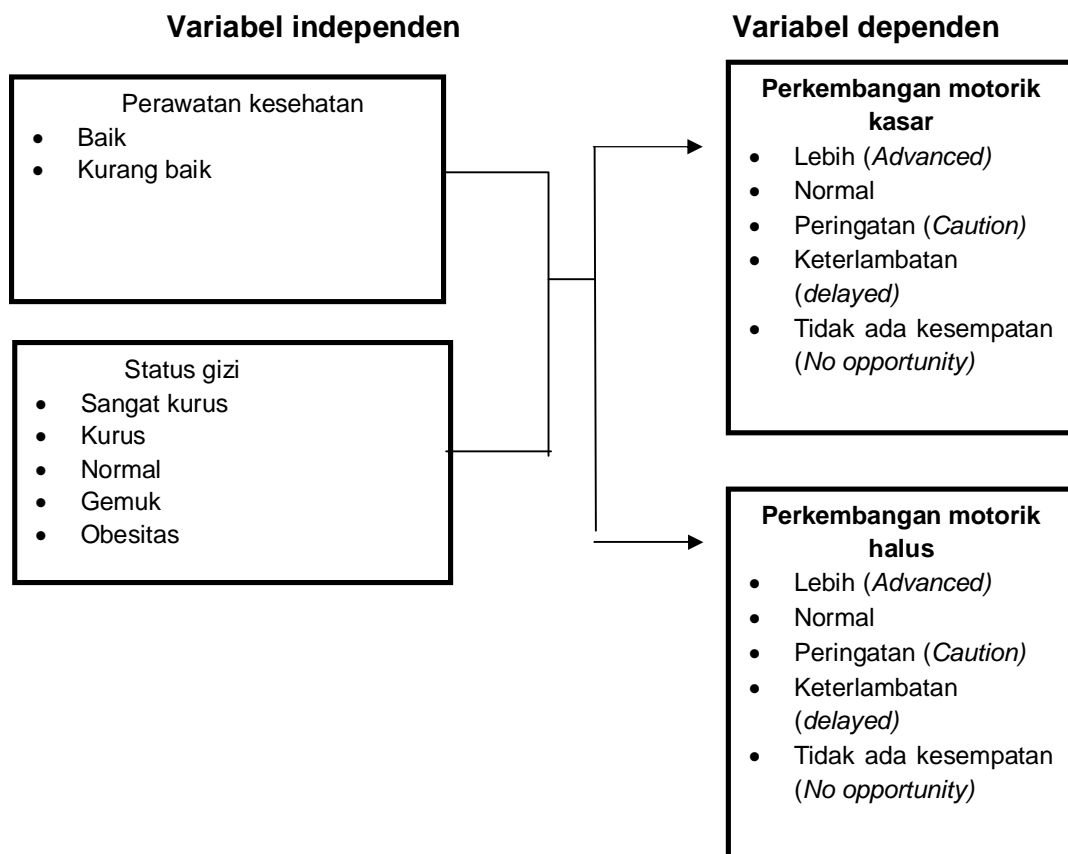 Variabel independen
Perawatan kesehatan
• Baik
• Kurang baik
Status gizi
• Sangat kurus
• Kurus
• Normal
• Gemuk
• Obesitas
Variabel dependen
Perkembangan motorik
kasar
• Lebih (Advanced)
• Normal
• Peringatan (Caution)
• Keterlambatan
(delayed)
• Tidak ada kesempatan
(No opportunity)
Perkembangan motorik
halus
• Lebih (Advanced)
• Normal
• Peringatan (Caution)
• Keterlambatan
(delayed)
• Tidak ada kesempatan
(No opportunity)